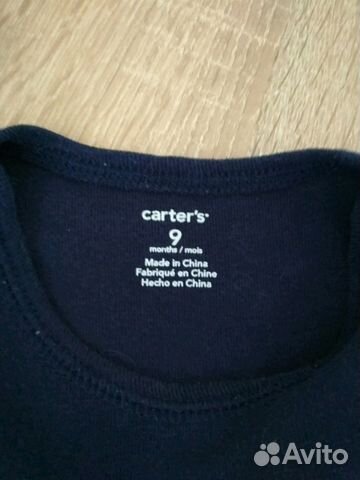 carter's
9
months / mois
Made in China
Fabriqué en Chine
Hecho en China
Avito